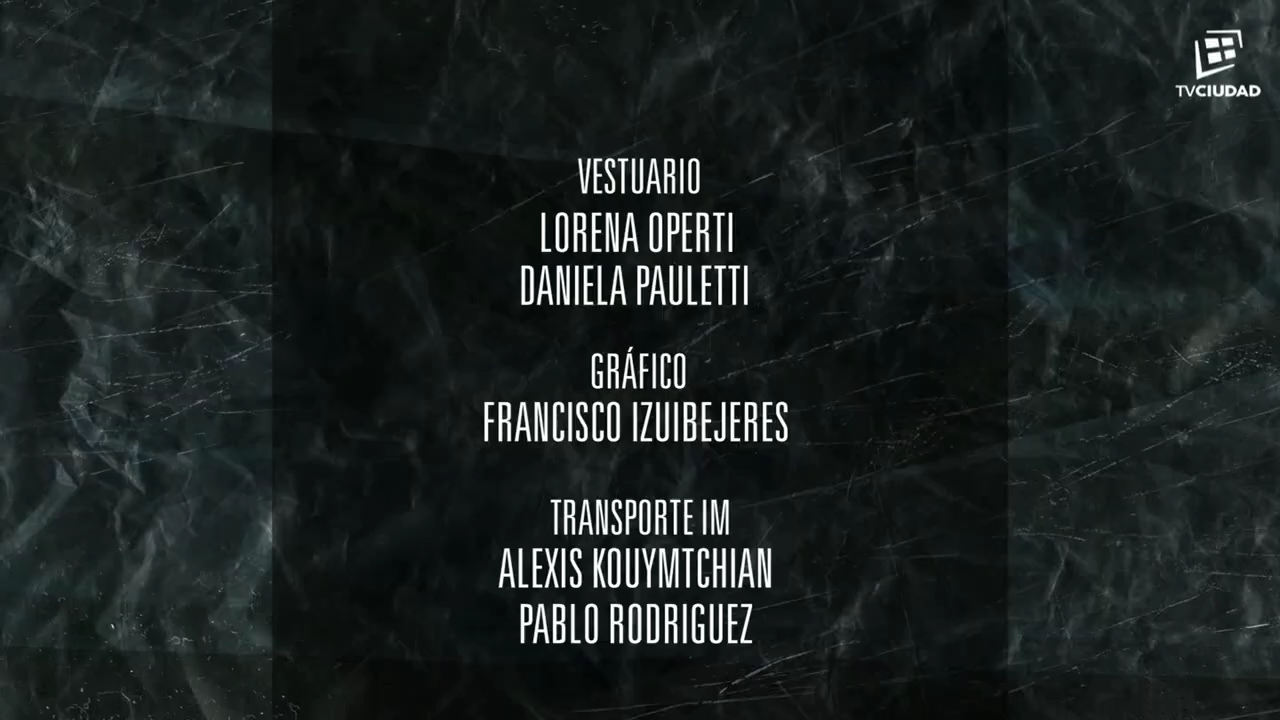 TVCIUDAD
VESTUARIO
LORENA OPERTI
DANIELA PAULETTI
GRÁFICO
FRANCISCO IZUIBEJERES
TRANSPORTE IM
ALEXIS KOUYMTCHIAN
PABLO RODRIGUEZ